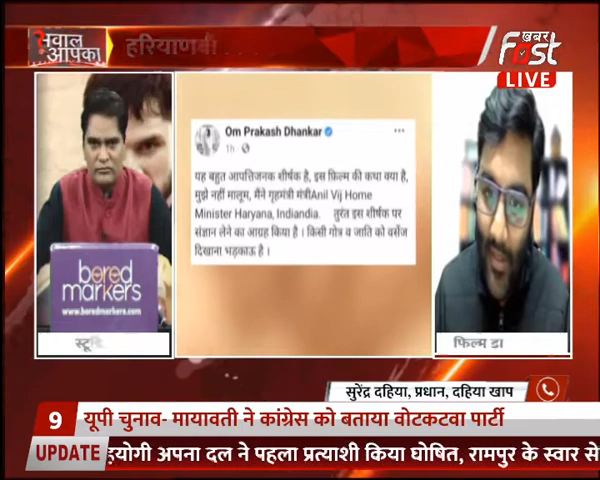 सवाल आपका
हरियाणवी
ख़बर
Fast
LIVE
Om Prakash Dhankar
1h
यह बहुत आपत्तिजनक शीर्षक है, इस फ़िल्म की कथा क्या है,
मुझे नहीं मालूम, मैंने गृहमंत्री मंत्रीAnil Vij Home
Minister Haryana, Indiandia. तुरंत इस शीर्षक पर
संज्ञान लेने का आग्रह किया है । किसी गोत्र व जाति को वर्सेज
दिखाना भड़काऊ है ।
bored
markers
www.boredmarkers.com
फिल्म
सुरेंद्र दहिया, प्रधान, दहिया खाप
9 यूपी चुनाव- मायावती ने कांग्रेस को बताया वोटकटवा पार्टी
UPDATE हयोगी अपना दल ने पहला प्रत्याशी किया घोषित, रामपुर के स्वार से